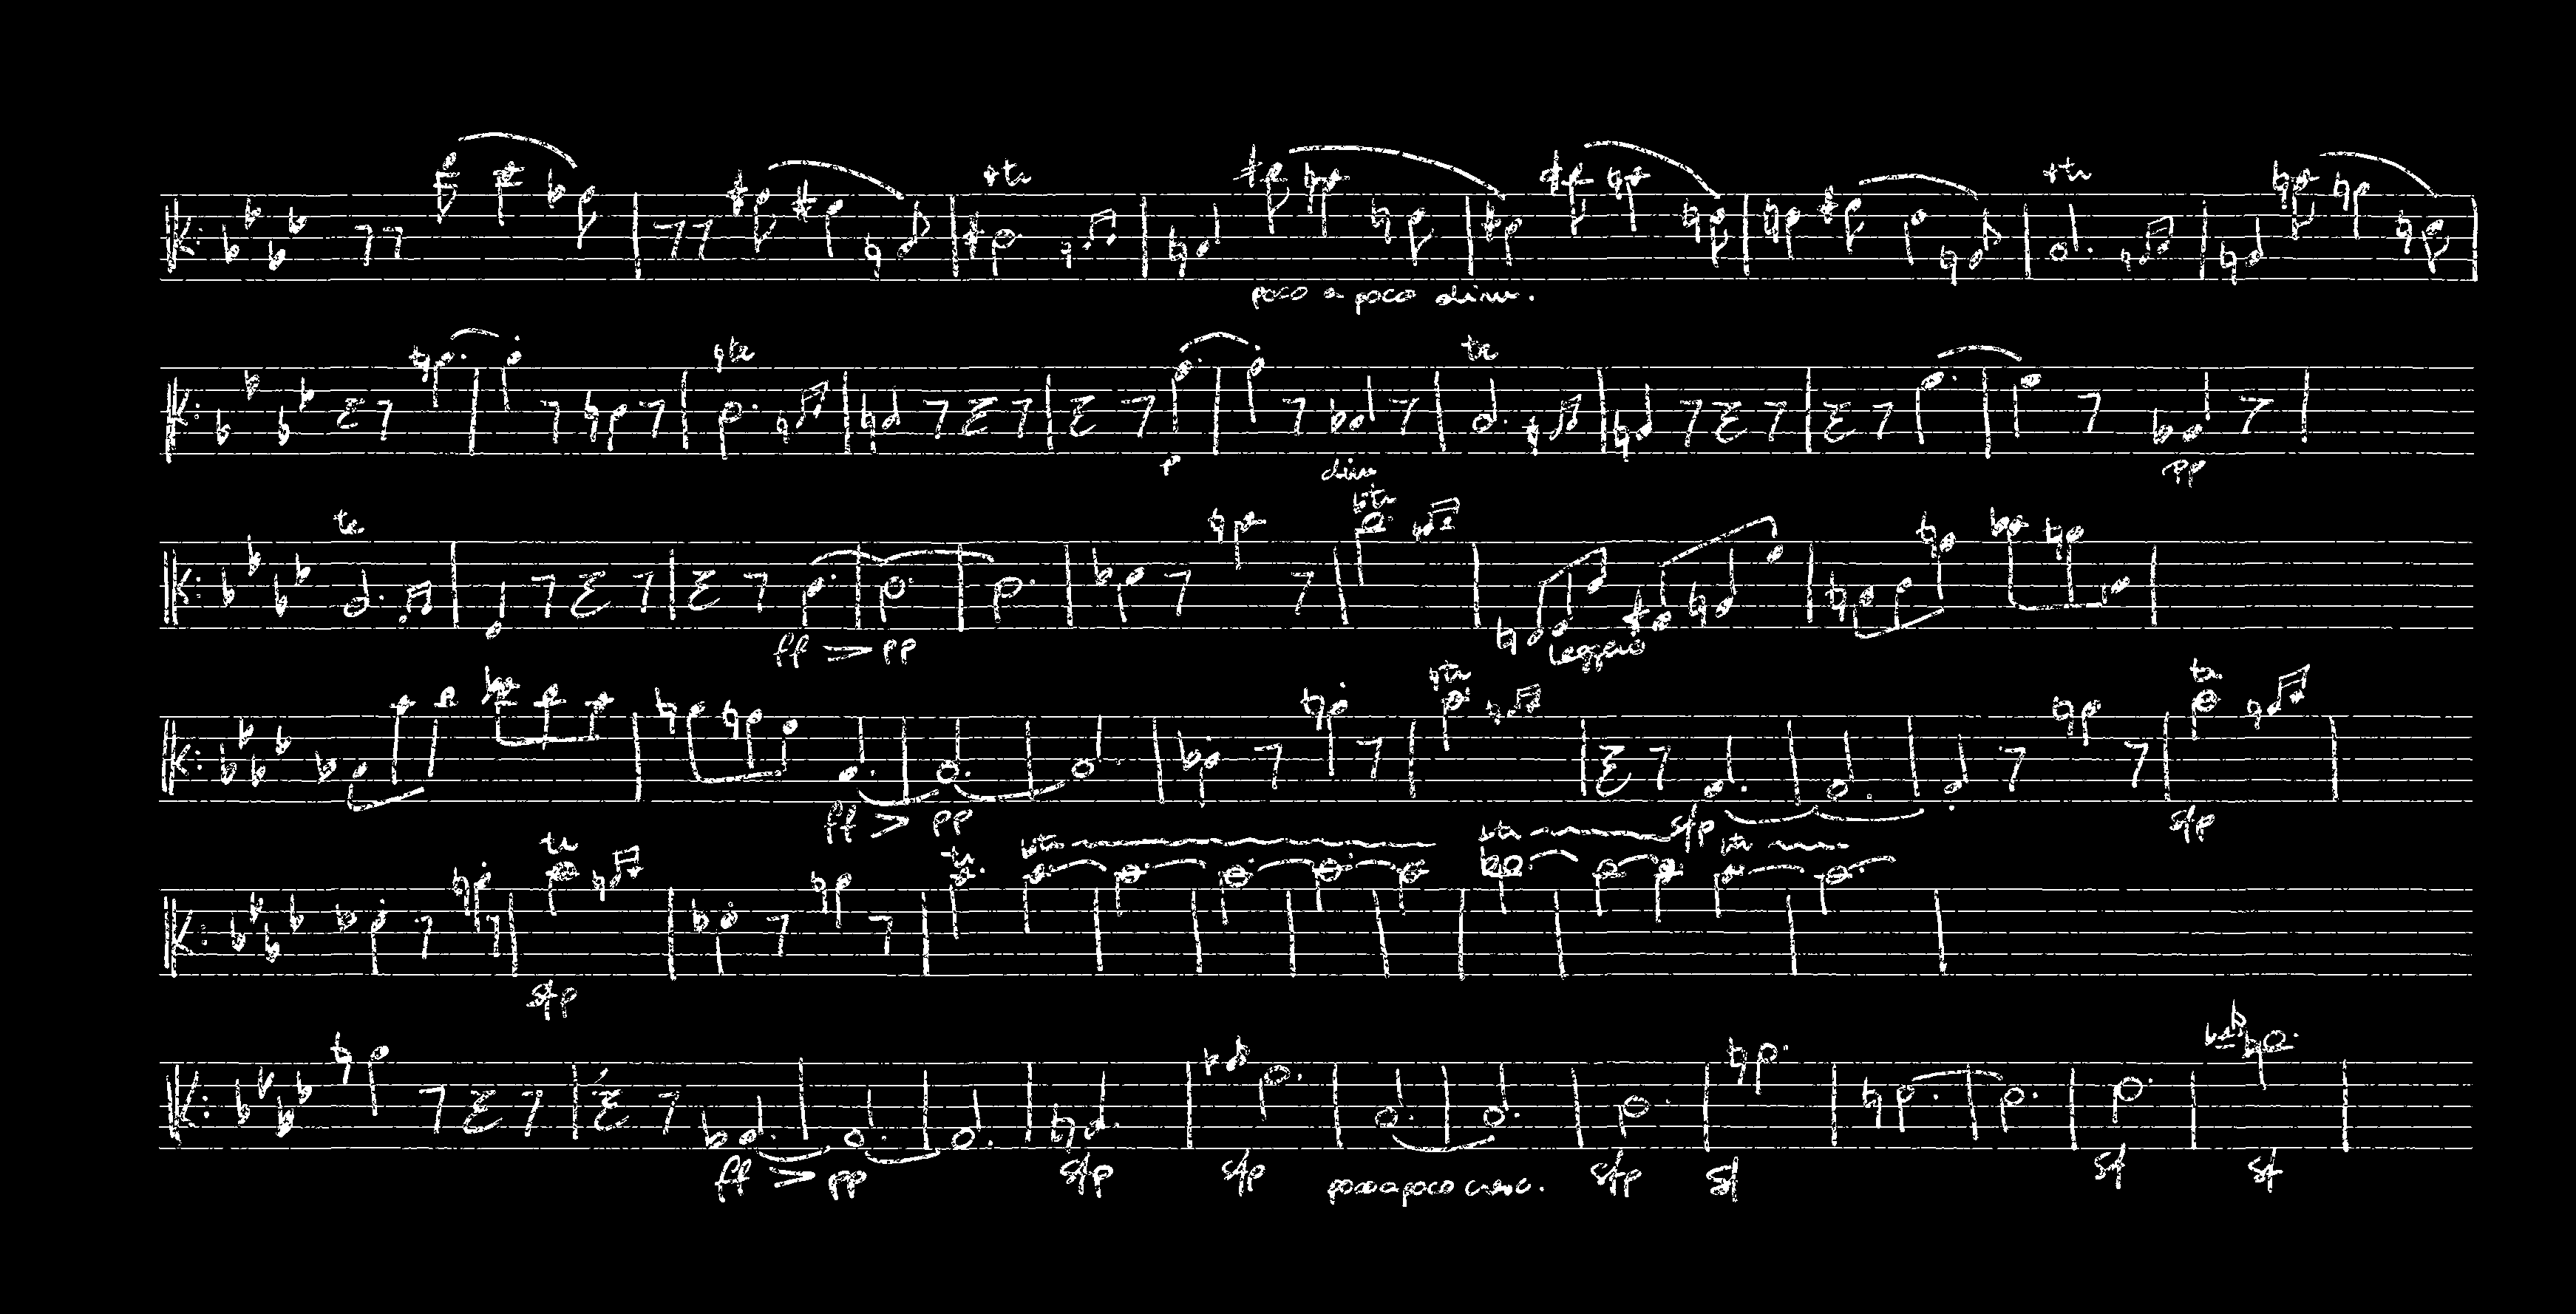 tr tr
poco a poco dim.
tr tr
p dim pp
tr tr
ff > pp leggero
tr tr
ff > pp sfp sfp
tr tr tr tr tr
sfp
ff > pp sfp sfp poco a poco cresc. sfp sf sf sf